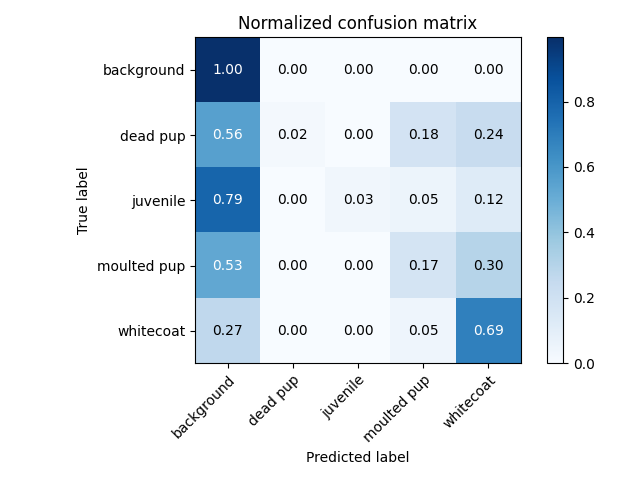 Normalized confusion matrix
background 1.00 0.00 0.00 0.00 0.00
dead pup 0.56 0.02 0.00 0.18 0.24
juvenile 0.79 0.00 0.03 0.05 0.12
moulted pup 0.53 0.00 0.00 0.17 0.30
whitecoat 0.27 0.00 0.00 0.05 0.69
True label
background dead pup juvenile moulted pup whitecoat
Predicted label
0.8
0.6
0.4
0.2
0.0